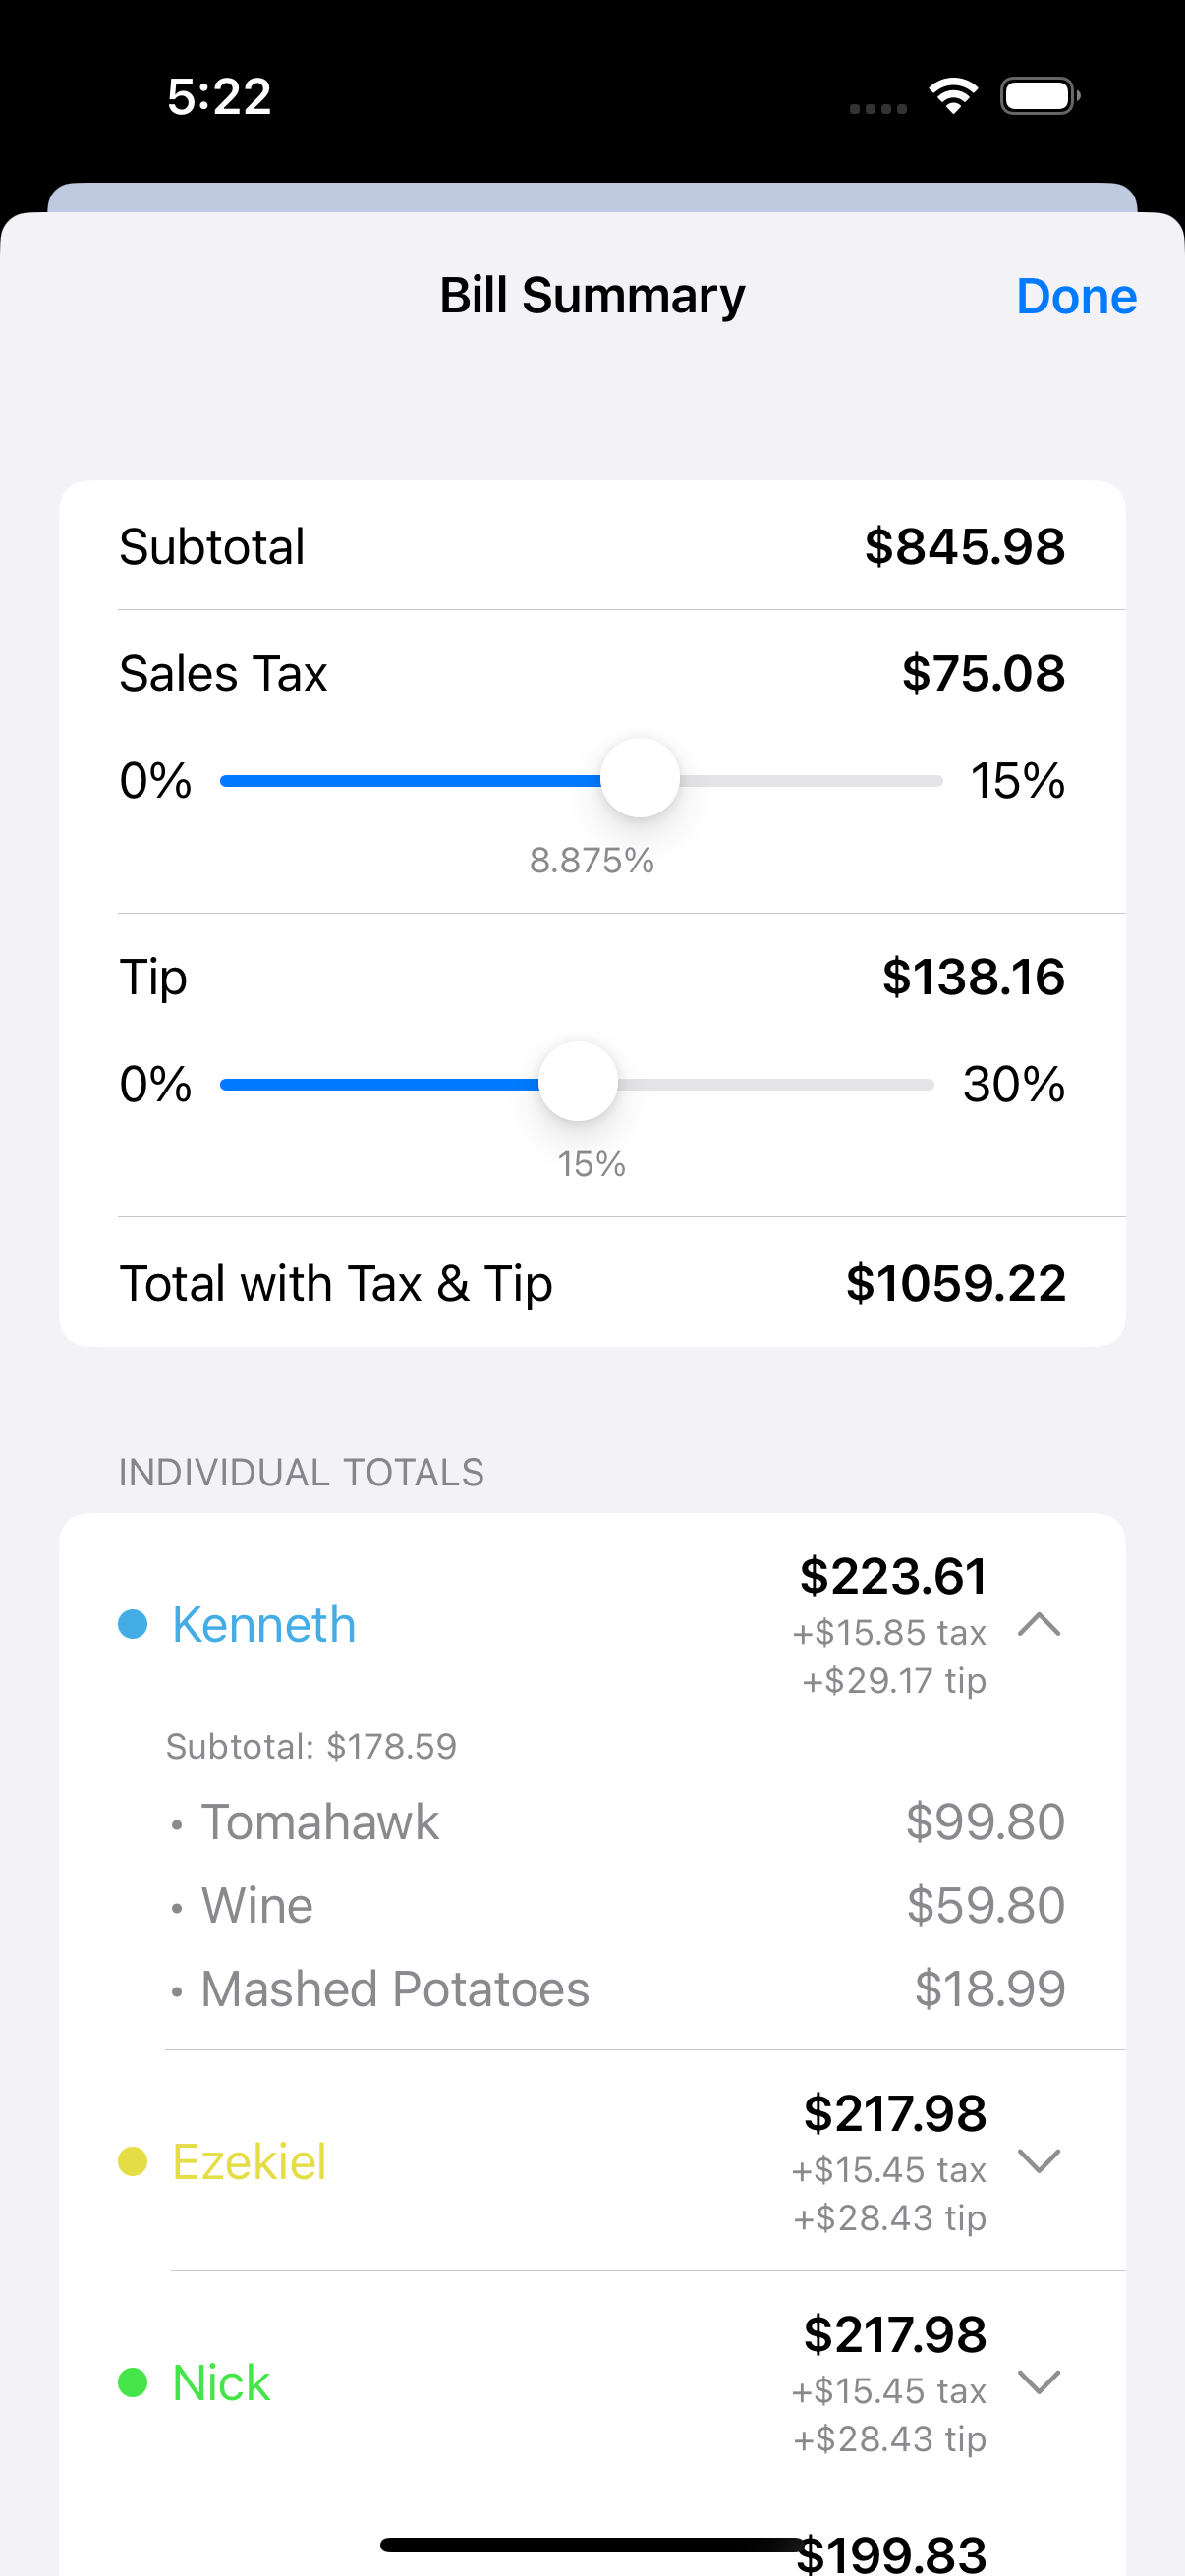 5:22
Bill Summary
Done
Subtotal $845.98
Sales Tax $75.08
0% 15%
8.875%
Tip $138.16
0% 30%
15%
Total with Tax & Tip $1059.22
INDIVIDUAL TOTALS
$223.61
Kenneth +$15.85 tax
+$29.17 tip
Subtotal: $178.59
• Tomahawk $99.80
• Wine $59.80
• Mashed Potatoes $18.99
$217.98
Ezekiel +$15.45 tax
+$28.43 tip
$217.98
Nick +$15.45 tax
+$28.43 tip
$199.83